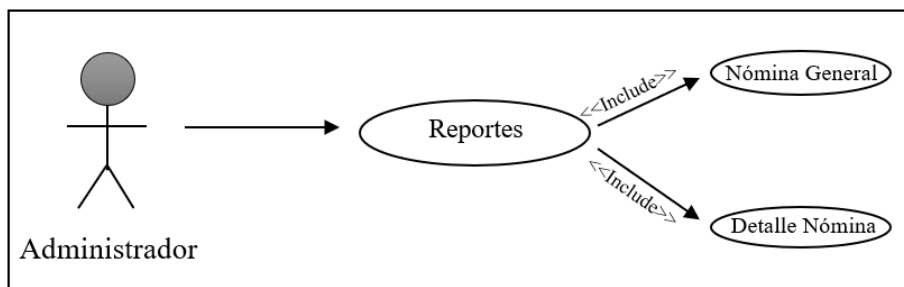 Administrador
Reportes
<<Include>>
Nómina General
<<Include>>
Detalle Nómina